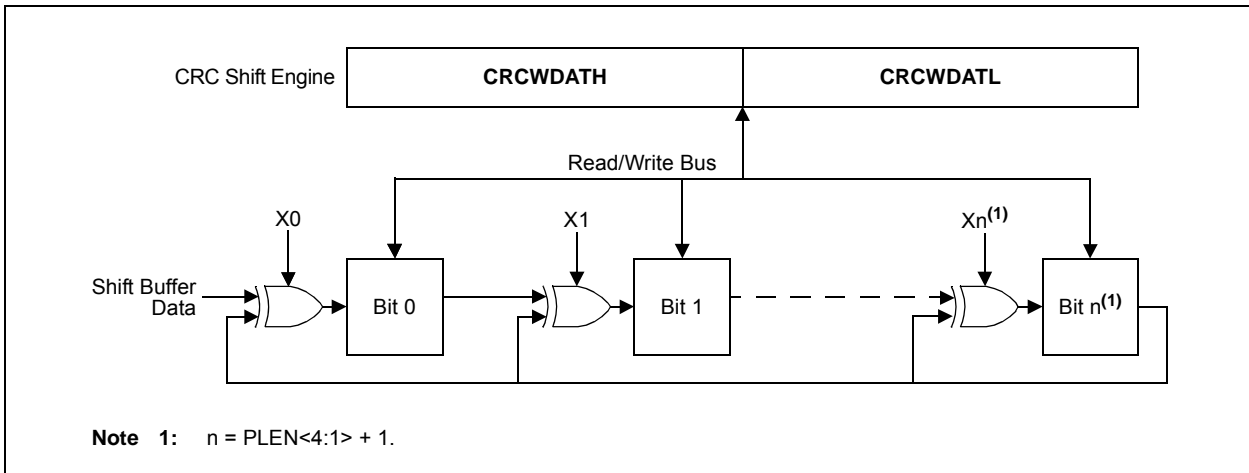 CRC Shift Engine CRCWDATH CRCWDATL
Read/Write Bus
X0 X1 Xn(1)
Shift Buffer
Data
Bit 0 Bit 1 Bit n(1)
Note 1: n = PLEN<4:1> + 1.